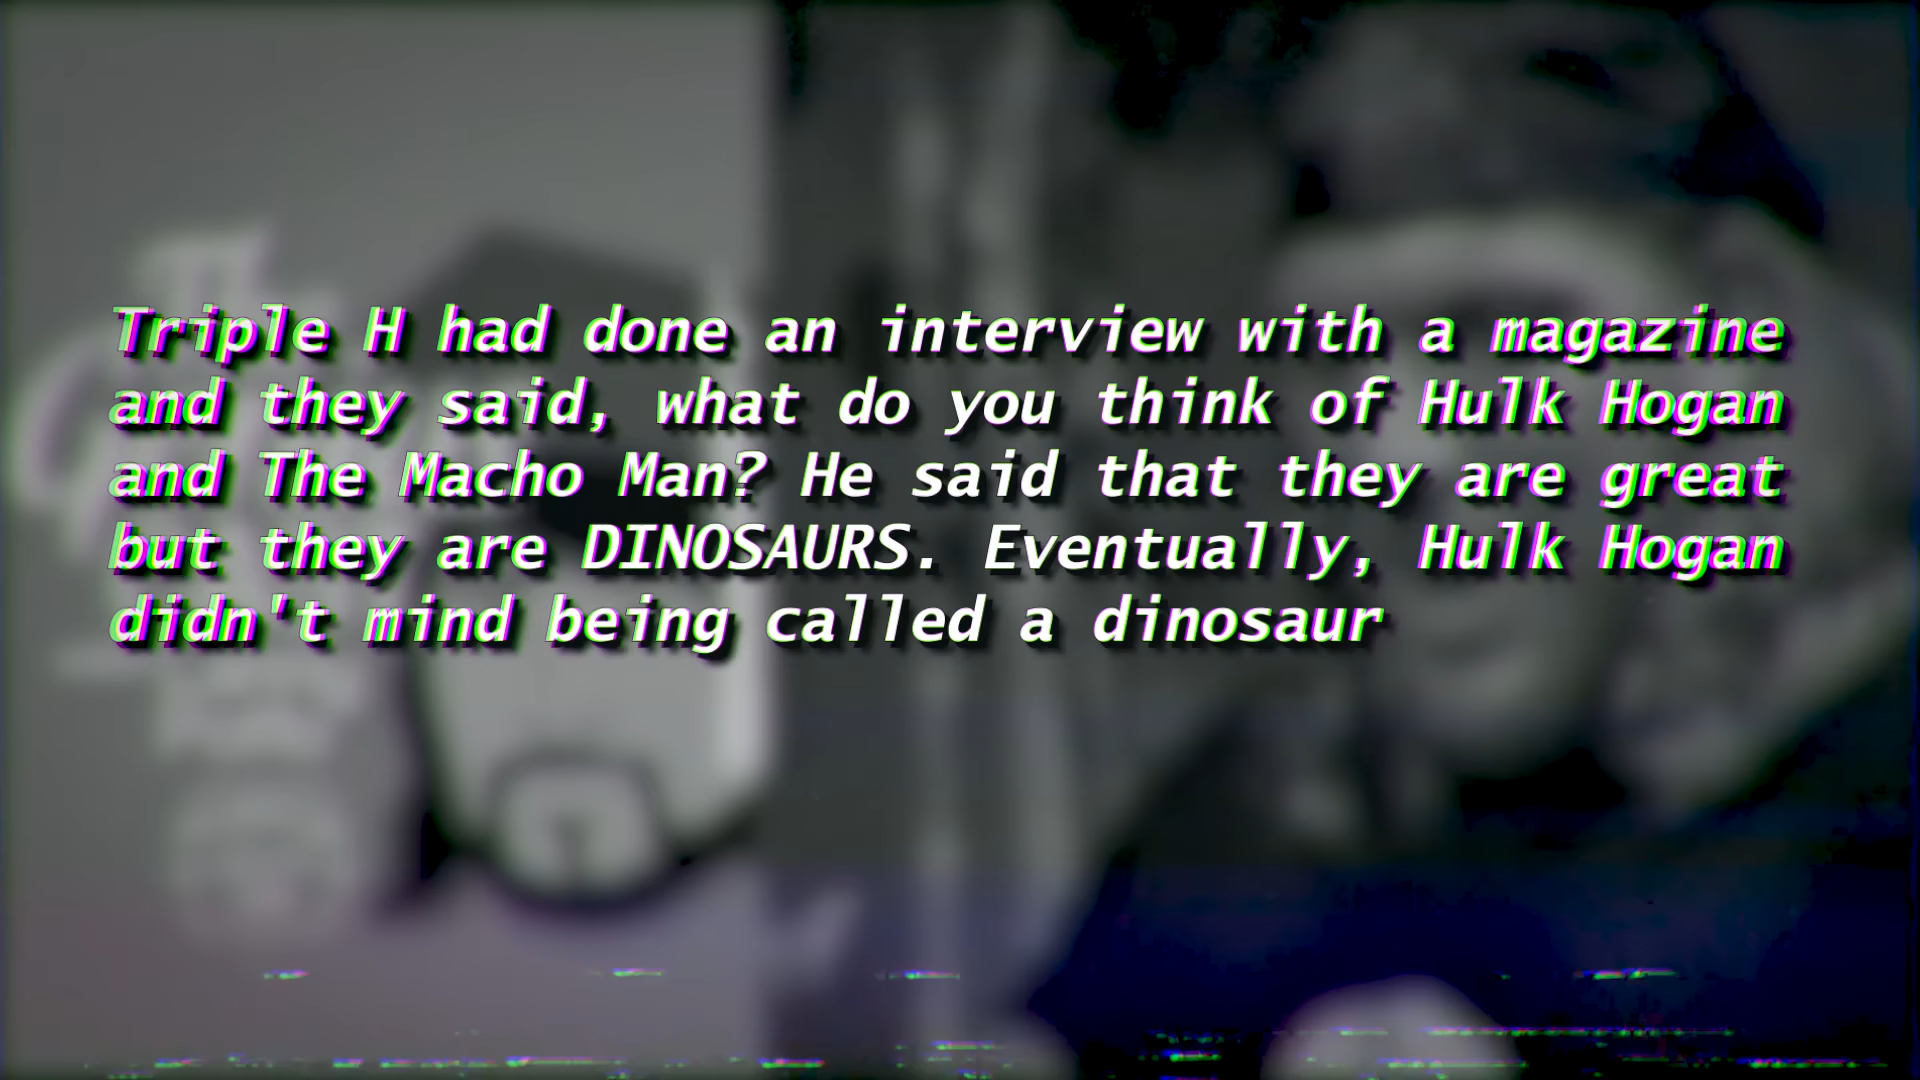 Triple H had done an interview with a magazine
and they said, what do you think of Hulk Hogan
and The Macho Man? He said that they are great
but they are DINOSAURS. Eventually, Hulk Hogan
didn't mind being called a dinosaur